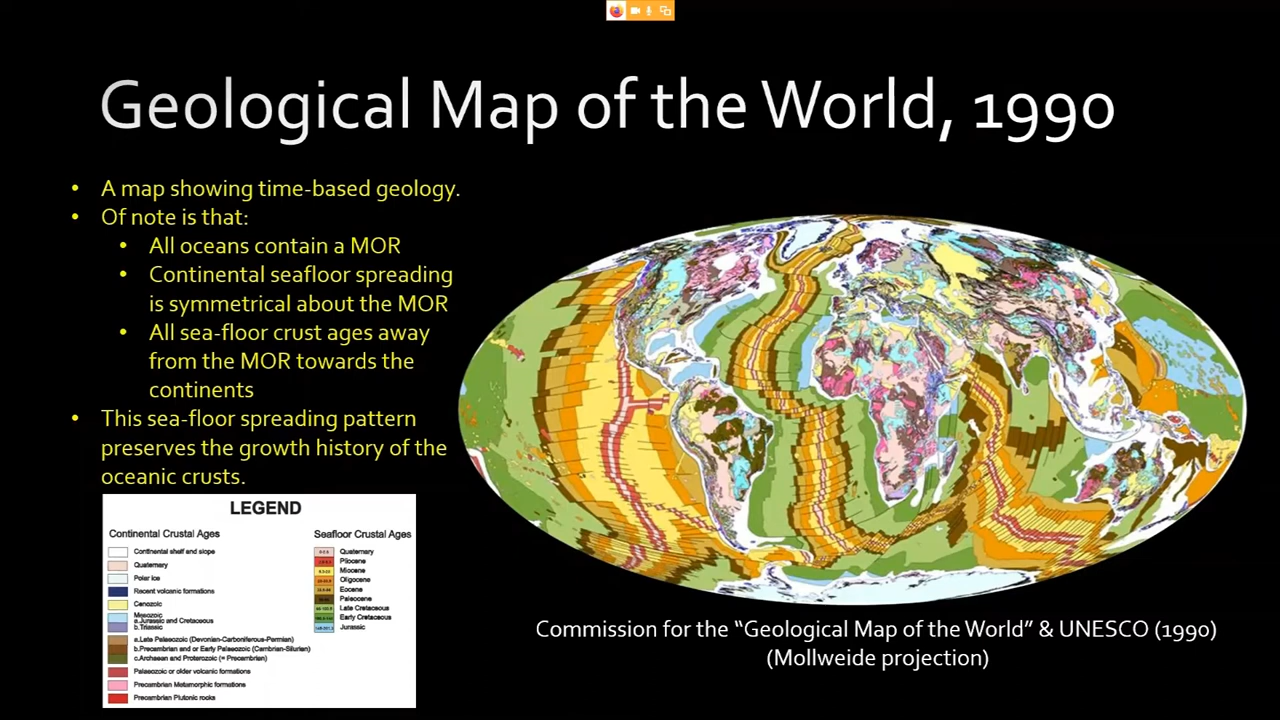 Geological Map of the World, 1990
• A map showing time-based geology.
• Of note is that:
• All oceans contain a MOR
• Continental seafloor spreading
is symmetrical about the MOR
• All sea-floor crust ages away
from the MOR towards the
continents
• This sea-floor spreading pattern
preserves the growth history of the
oceanic crusts.
LEGEND
Continental Crustal Ages
Continental shelf and slope
Quaternary
Polar ice
Recent volcanic formations
Cenozoic
Mesozoic
a.Jurassic and Cretaceous
b.Triassic
a.Late Palaeozoic (Devonian-Carboniferous-Permian)
b.Precambrian and or Early Palaeozoic (Cambrian-Silurian)
c.Archaean and Proterozoic (= Precambrian)
Palaeozoic or older volcanic formations
Precambrian Metamorphic formations
Precambrian Plutonic rocks
Seafloor Crustal Ages
Quaternary
Pliocene
Miocene
Oligocene
Eocene
Paleocene
Late Cretaceous
Early Cretaceous
Jurassic
Commission for the “Geological Map of the World” & UNESCO (1990)
(Mollweide projection)